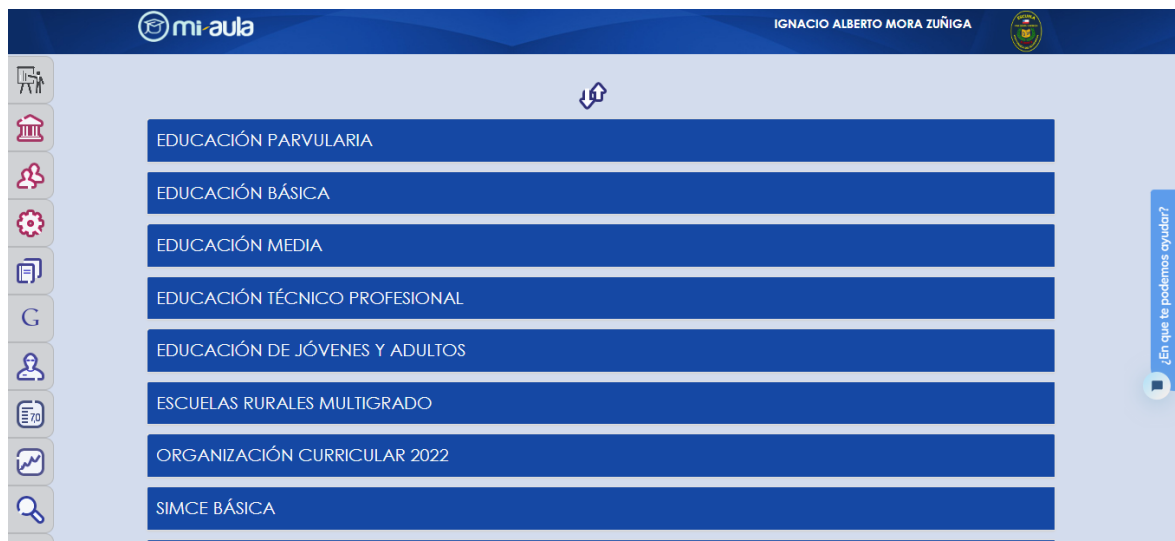 mi-aula
IGNACIO ALBERTO MORA ZUÑIGA
EDUCACIÓN PARVULARIA
EDUCACIÓN BÁSICA
EDUCACIÓN MEDIA
EDUCACIÓN TÉCNICO PROFESIONAL
EDUCACIÓN DE JÓVENES Y ADULTOS
ESCUELAS RURALES MULTIGRADO
ORGANIZACIÓN CURRICULAR 2022
SIMCE BÁSICA
G
7,0
¿En que te podemos ayudar?